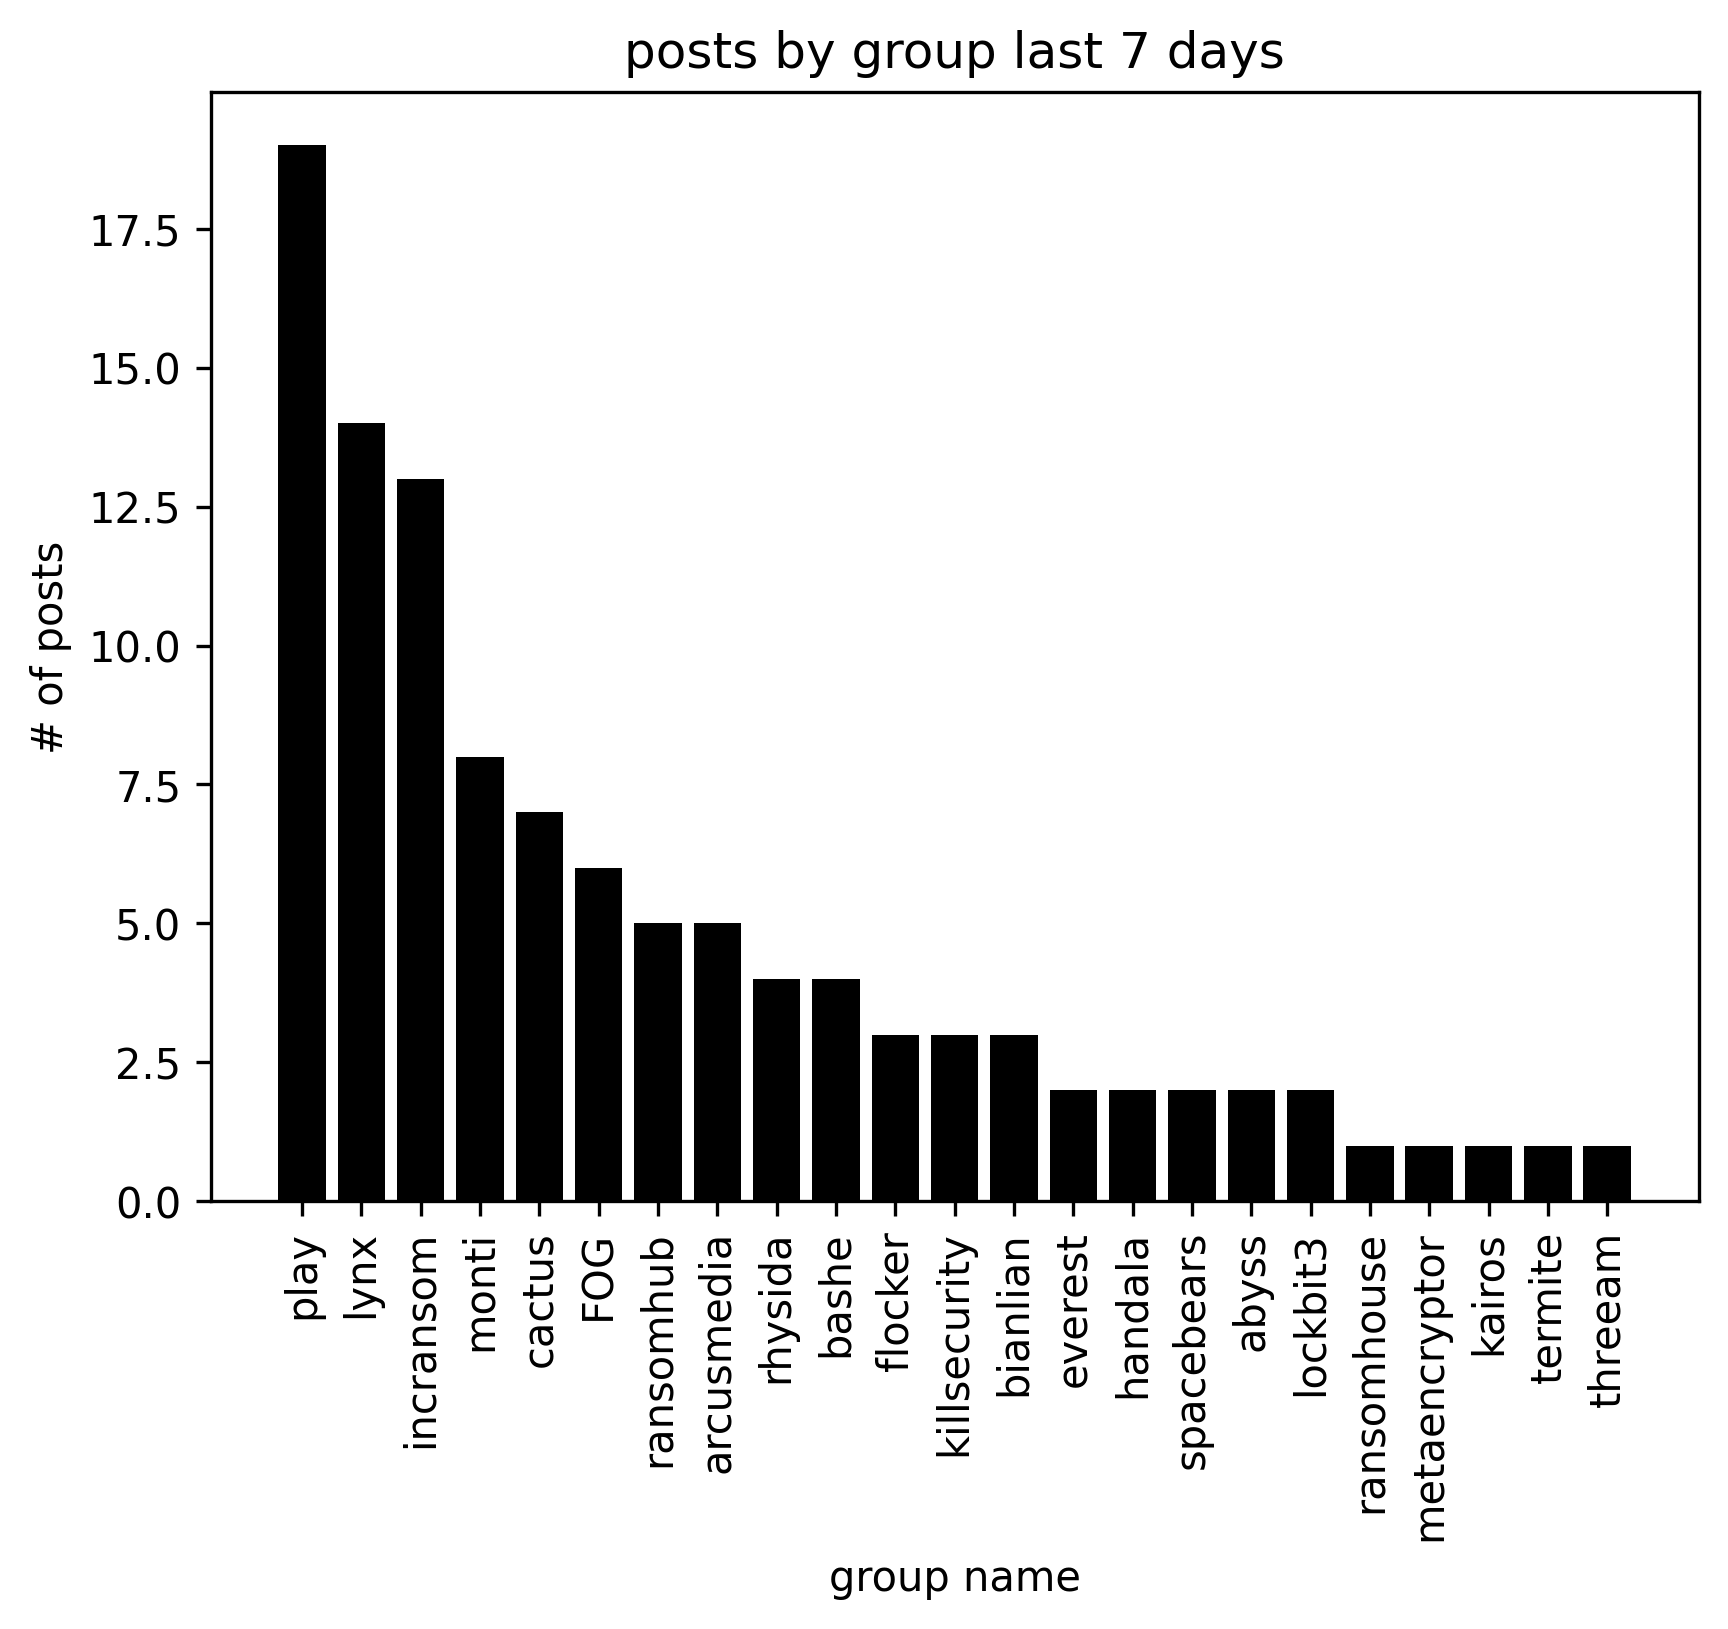 posts by group last 7 days
# of posts
17.5
15.0
12.5
10.0
7.5
5.0
2.5
0.0
play
lynx
incransom
monti
cactus
FOG
ransomhub
arcusmedia
rhysida
bashe
flocker
killsecurity
bianlian
everest
handala
spacebears
abyss
lockbit3
ransomhouse
metaencryptor
kairos
termite
threeam
group name